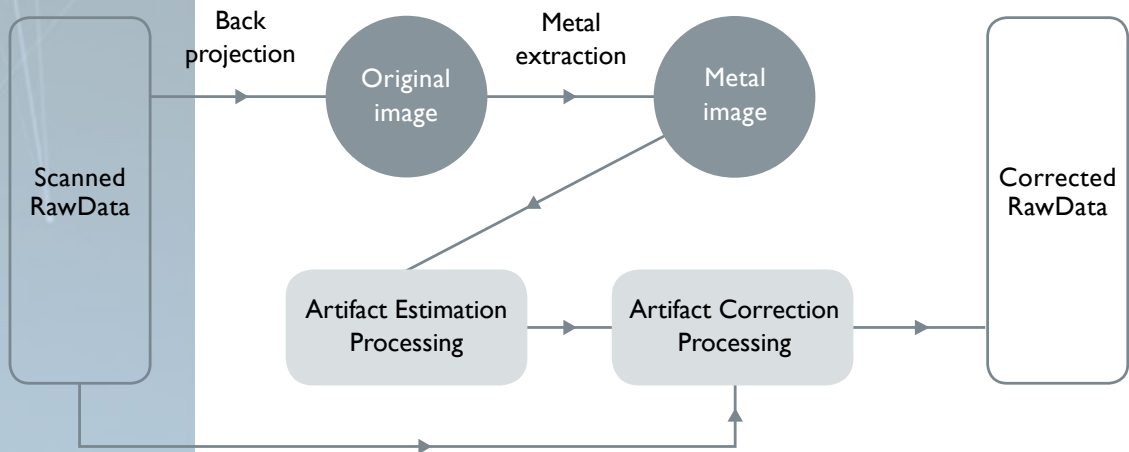 Scanned
RawData
Back
projection
Original
image
Metal
extraction
Metal
image
Artifact Estimation
Processing
Artifact Correction
Processing
Corrected
RawData